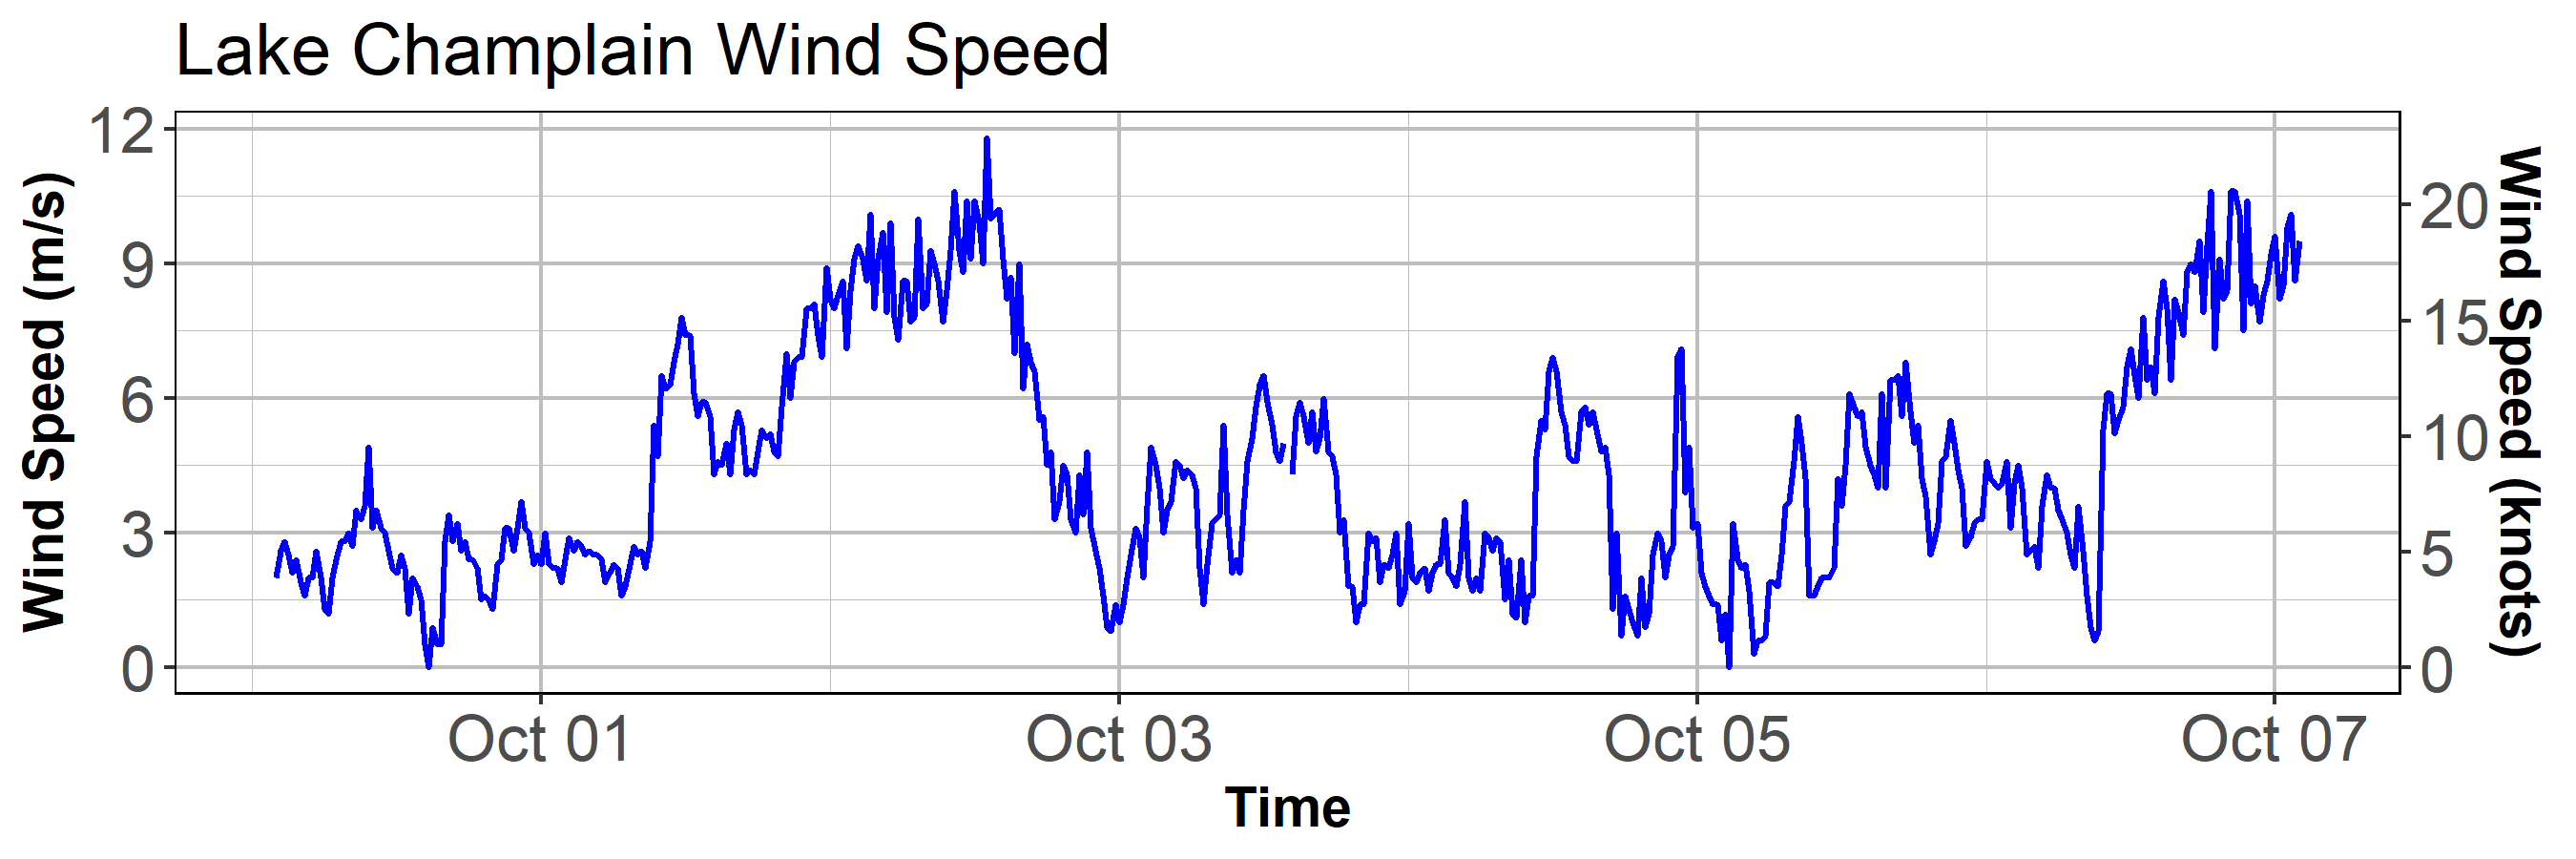 Lake Champlain Wind Speed
Wind Speed (m/s)
12
9
6
3
0
20
15
10
5
0
Wind Speed (knots)
Oct 01 Oct 03 Oct 05 Oct 07
Time